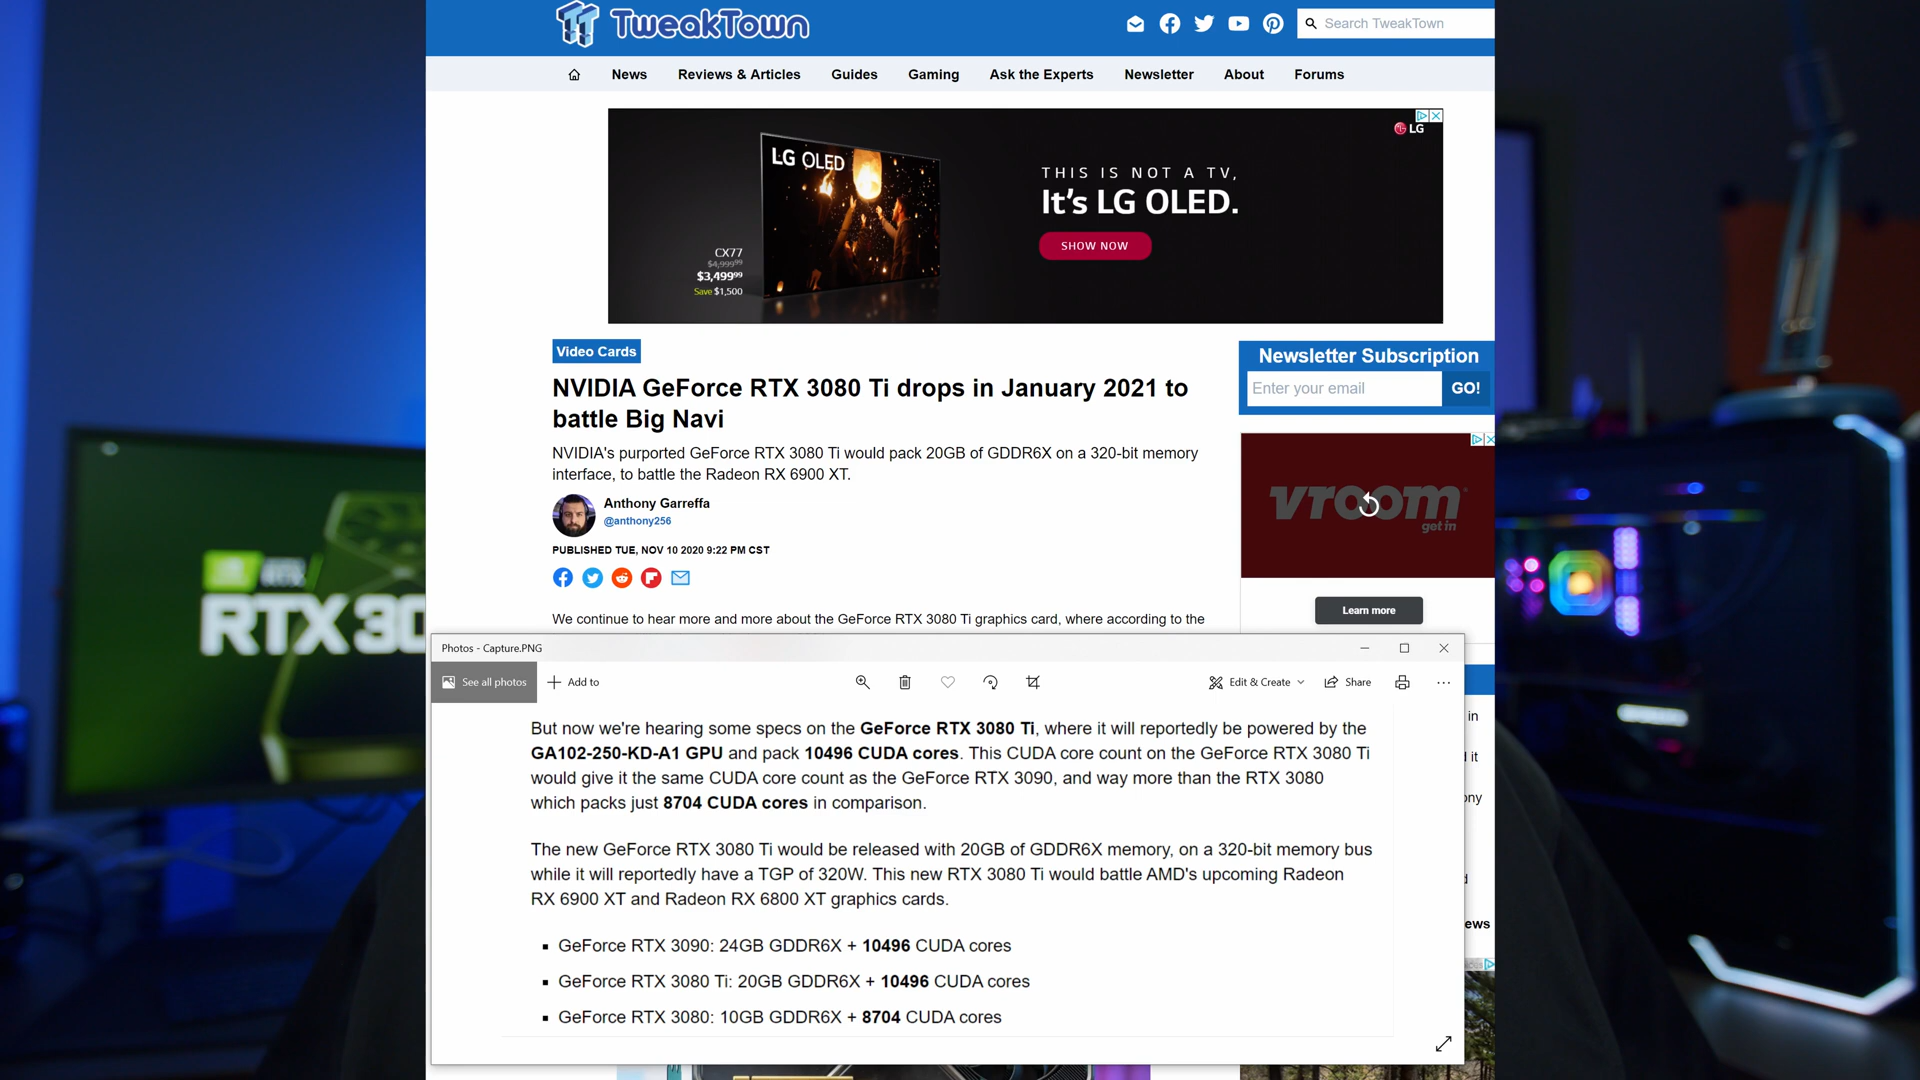 TWEAKTOWN
Search TweakTown
News Reviews & Articles Guides Gaming Ask the Experts Newsletter About Forums
LG
LG OLED
THIS IS NOT A TV,
It's LG OLED.
SHOW NOW
CX77
$4,999⁹⁹
$3,499⁹⁹
Save $1,500
Video Cards
NVIDIA GeForce RTX 3080 Ti drops in January 2021 to
battle Big Navi
NVIDIA's purported GeForce RTX 3080 Ti would pack 20GB of GDDR6X on a 320-bit memory
interface, to battle the Radeon RX 6900 XT.
Anthony Garreffa
@anthony256
PUBLISHED TUE, NOV 10 2020 9:22 PM CST
We continue to hear more and more about the GeForce RTX 3080 Ti graphics card, where according to the
Newsletter Subscription
Enter your email GO!
vroom
get in
Learn more
RTX
RTX 30
Photos - Capture.PNG
See all photos Add to Edit & Create Share
But now we're hearing some specs on the GeForce RTX 3080 Ti, where it will reportedly be powered by the
GA102-250-KD-A1 GPU and pack 10496 CUDA cores. This CUDA core count on the GeForce RTX 3080 Ti
would give it the same CUDA core count as the GeForce RTX 3090, and way more than the RTX 3080
which packs just 8704 CUDA cores in comparison.
The new GeForce RTX 3080 Ti would be released with 20GB of GDDR6X memory, on a 320-bit memory bus
while it will reportedly have a TGP of 320W. This new RTX 3080 Ti would battle AMD's upcoming Radeon
RX 6900 XT and Radeon RX 6800 XT graphics cards.
▪ GeForce RTX 3090: 24GB GDDR6X + 10496 CUDA cores
▪ GeForce RTX 3080 Ti: 20GB GDDR6X + 10496 CUDA cores
▪ GeForce RTX 3080: 10GB GDDR6X + 8704 CUDA cores
in